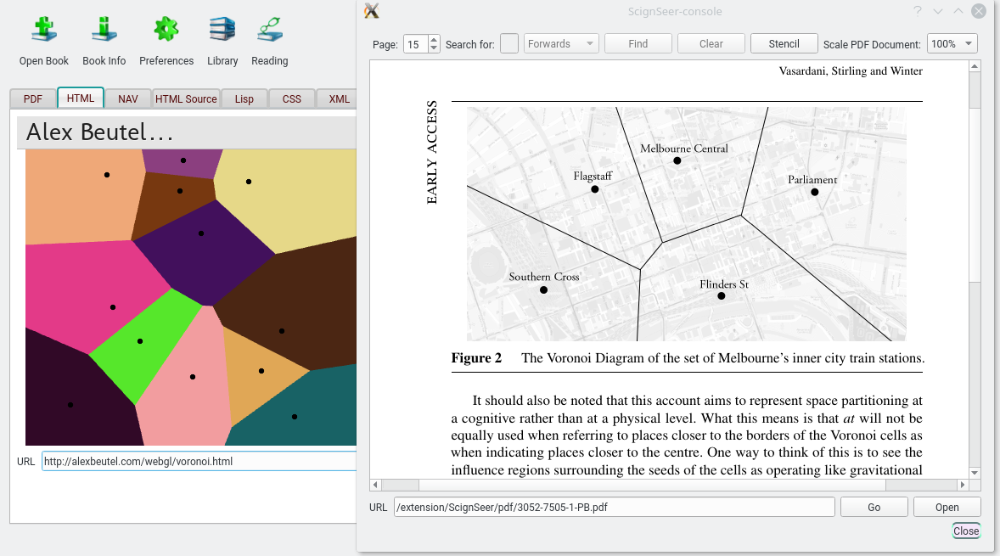 Open Book
Book Info
Preferences
Library
Reading
PDF
HTML
NAV
HTML Source
Lisp
CSS
XML
Alex Beutel...
URL
http://alexbeutel.com/webgl/voronoi.html
ScignSeer-console
Page:
15
Search for:
Forwards
Find
Clear
Stencil
Scale PDF Document:
100%
Vasardani, Stirling and Winter
EARLY ACCESS
Melbourne Central
Flagstaff
Parliament
Southern Cross
Flinders St
Figure 2 The Voronoi Diagram of the set of Melbourne's inner city train stations.
It should also be noted that this account aims to represent space partitioning at
a cognitive rather than at a physical level. What this means is that at will not be
equally used when referring to places closer to the borders of the Voronoi cells as
when indicating places closer to the centre. One way to think of this is to see the
influence regions surrounding the seeds of the cells as operating like gravitational
URL
/extension/ScignSeer/pdf/3052-7505-1-PB.pdf
Go
Open
Close